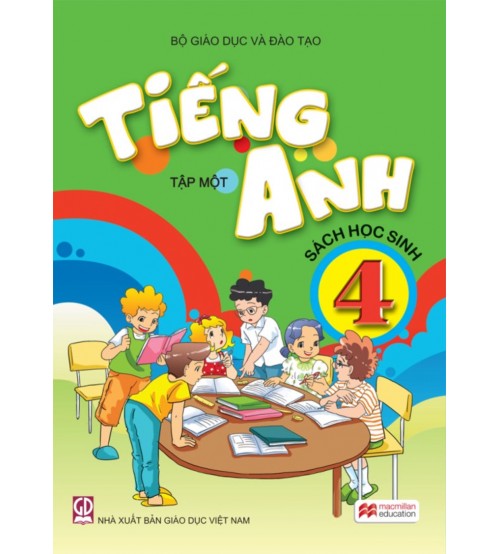 BỘ GIÁO DỤC VÀ ĐÀO TẠO
TiẾNG
ANH
TẬP MỘT
SÁCH HỌC SINH
4
GD
NHÀ XUẤT BẢN GIÁO DỤC VIỆT NAM
macmillan
education